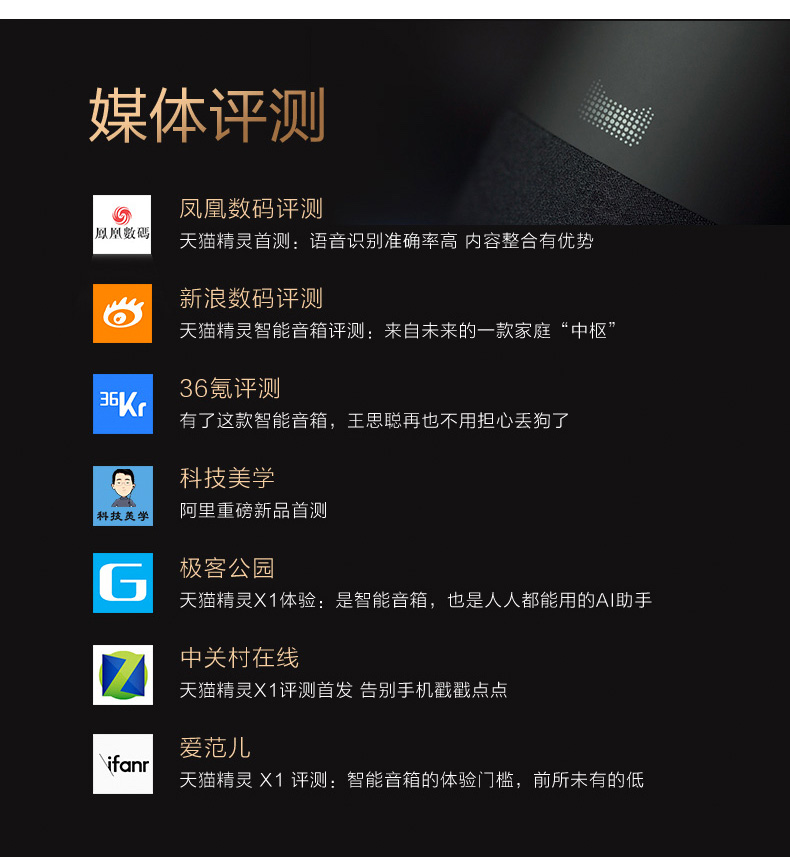 媒体评测
鳳凰數碼
凤凰数码评测
天猫精灵首测：语音识别准确率高 内容整合有优势
新浪数码评测
天猫精灵智能音箱评测：来自未来的一款家庭“中枢”
36Kr
36氪评测
有了这款智能音箱，王思聪再也不用担心丢狗了
科技美学
科技美学
阿里重磅新品首测
G
极客公园
天猫精灵X1体验：是智能音箱，也是人人都能用的AI助手
Z
中关村在线
天猫精灵X1评测首发 告别手机戳戳点点
ifanr
爱范儿
天猫精灵 X1 评测：智能音箱的体验门槛，前所未有的低